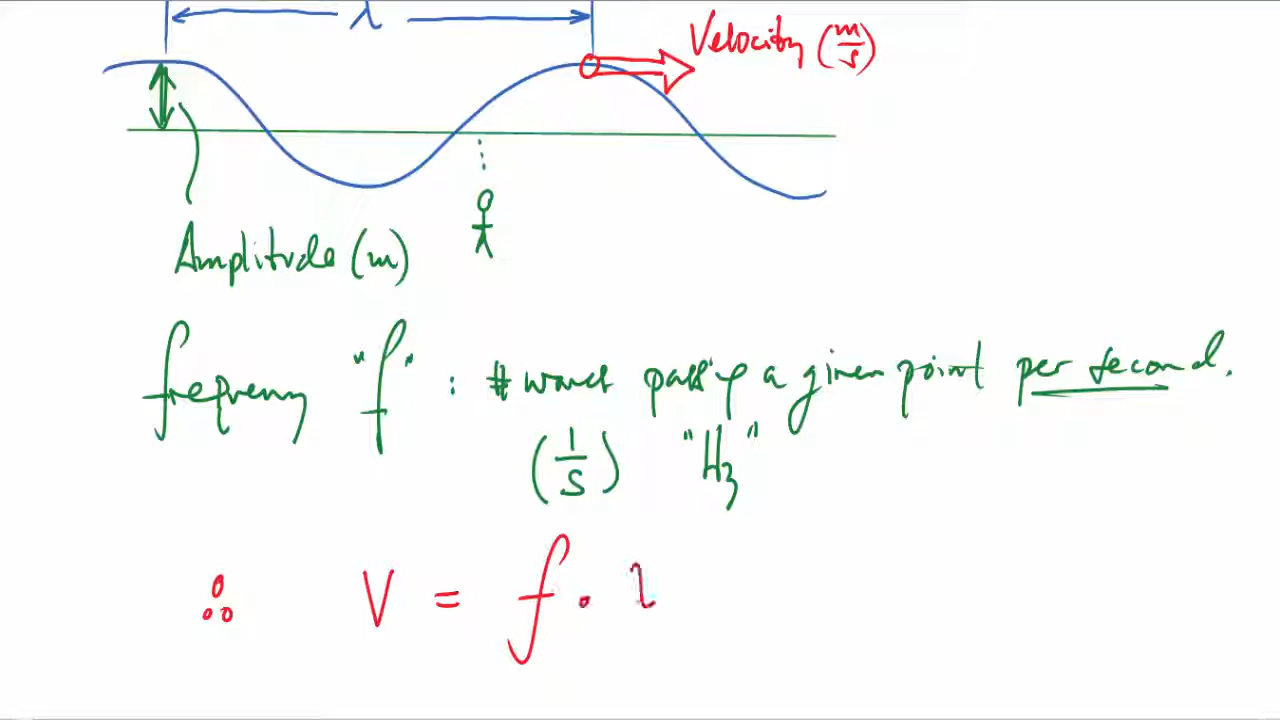 λ
Velocity (m/s)
Amplitude (m)
frequency "f" : # waves passing a given point per second.
(1/s) "Hz"
∴ V = f ·